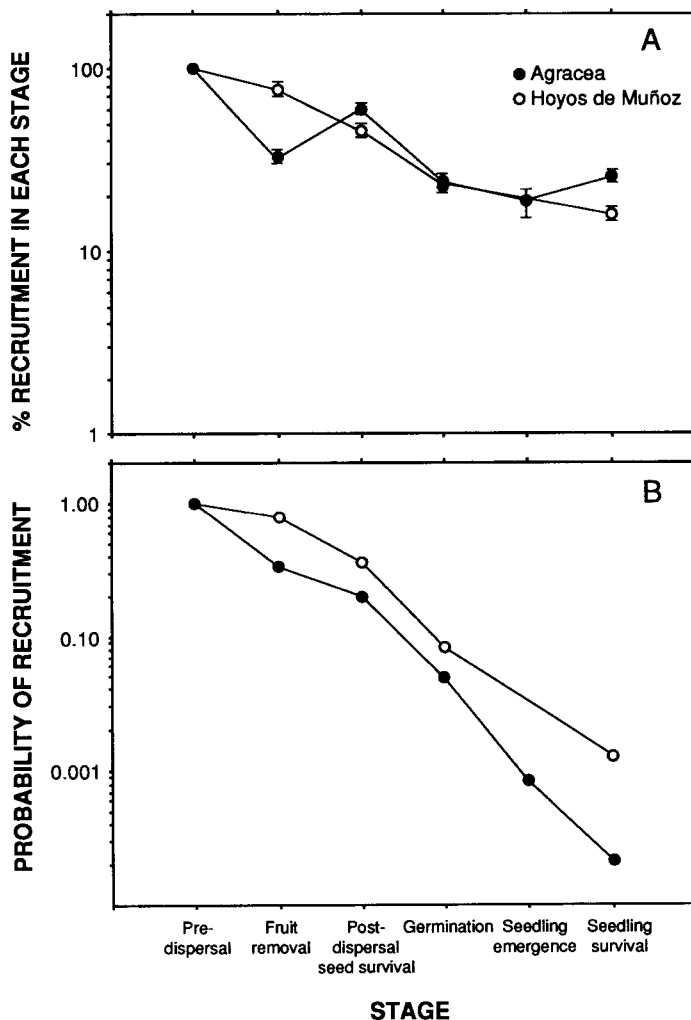 A
Agracea
Hoyos de Muñoz
% RECRUITMENT IN EACH STAGE
100
10
1
B
PROBABILITY OF RECRUITMENT
1.00
0.10
0.001
Pre-
dispersal
Fruit
removal
Post-
dispersal
seed survival
Germination
Seedling
emergence
Seedling
survival
STAGE